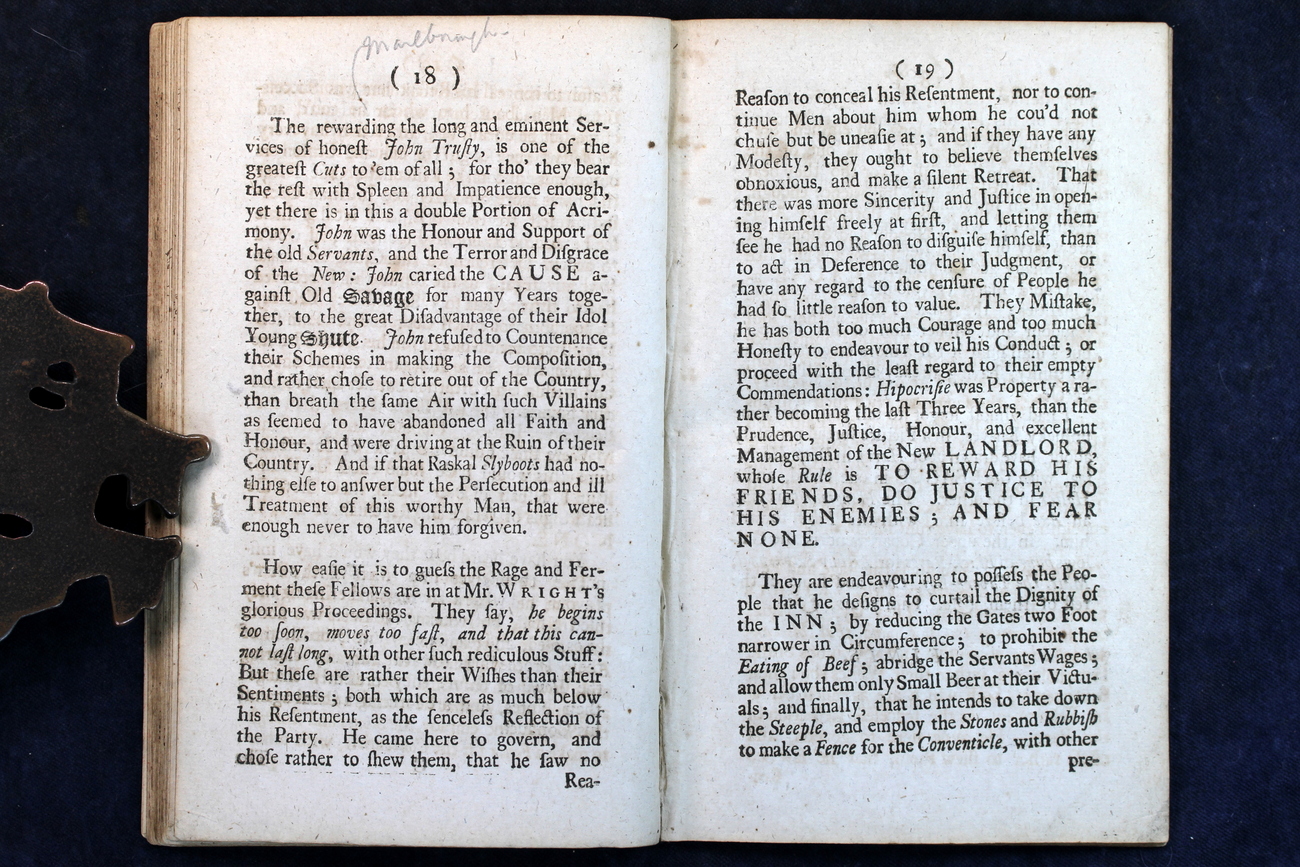 Marlborough
( 18 )
The rewarding the long and eminent Ser-
vices of honeſt John Truſty, is one of the
greateſt Cuts to 'em of all ; for tho' they bear
the reſt with Spleen and Impatience enough,
yet there is in this a double Portion of Acri-
mony. John was the Honour and Support of
the old Servants, and the Terror and Diſgrace
of the New : John caried the CAUSE a-
gainſt Old Savage for many Years toge-
ther, to the great Diſadvantage of their Idol
Young Shute. John refuſed to Countenance
their Schemes in making the Compoſition,
and rather choſe to retire out of the Country,
than breath the ſame Air with ſuch Villains
as ſeemed to have abandoned all Faith and
Honour, and were driving at the Ruin of their
Country. And if that Raskal Slyboots had no-
thing elſe to anſwer but the Perſecution and ill
Treatment of this worthy Man, that were
enough never to have him forgiven.
How eaſie it is to gueſs the Rage and Fer-
ment theſe Fellows are in at Mr. WRIGHT's
glorious Proceedings. They ſay, he begins
too ſoon, moves too faſt, and that this can-
not laſt long, with other ſuch rediculous Stuff :
But theſe are rather their Wiſhes than their
Sentiments ; both which are as much below
his Reſentment, as the ſenceleſs Reflection of
the Party. He came here to govern, and
choſe rather to ſhew them, that he ſaw no
Rea-
( 19 )
Reaſon to conceal his Reſentment, nor to con-
tinue Men about him whom he cou'd not
chuſe but be uneaſie at ; and if they have any
Modeſty, they ought to believe themſelves
obnoxious, and make a ſilent Retreat. That
there was more Sincerity and Juſtice in open-
ing himſelf freely at firſt, and letting them
ſee he had no Reaſon to diſguiſe himſelf, than
to act in Deference to their Judgment, or
have any regard to the cenſure of People he
had ſo little reaſon to value. They Miſtake,
he has both too much Courage and too much
Honeſty to endeavour to veil his Conduct ; or
proceed with the leaſt regard to their empty
Commendations : Hipocriſie was Property a ra-
ther becoming the laſt Three Years, than the
Prudence, Juſtice, Honour, and excellent
Management of the New LANDLORD,
whoſe Rule is TO REWARD HIS
FRIENDS, DO JUSTICE TO
HIS ENEMIES ; AND FEAR
NONE.
They are endeavouring to poſſeſs the Peo-
ple that he deſigns to curtail the Dignity of
the INN ; by reducing the Gates two Foot
narrower in Circumference ; to prohibit the
Eating of Beef ; abridge the Servants Wages ;
and allow them only Small Beer at their Victu-
als ; and finally, that he intends to take down
the Steeple, and employ the Stones and Rubbiſh
to make a Fence for the Conventicle, with other
pre-